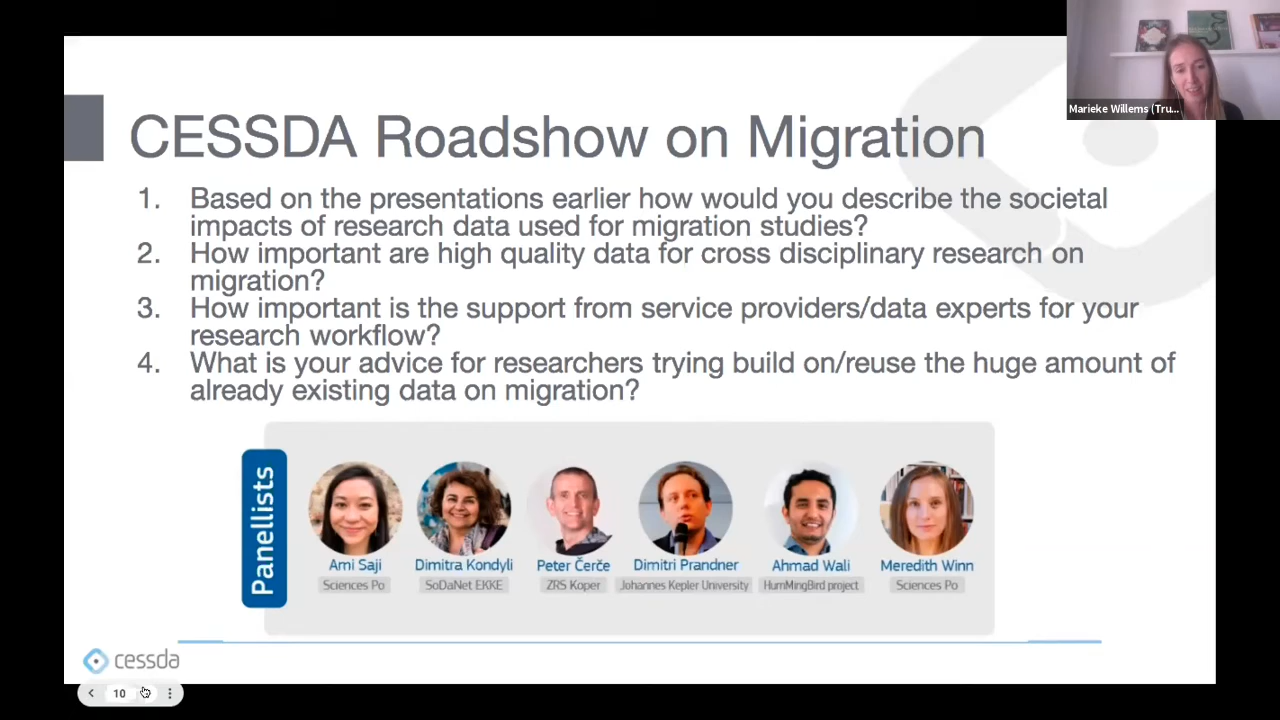 Marieke Willems (Tru...
CESSDA Roadshow on Migration
1. Based on the presentations earlier how would you describe the societal
impacts of research data used for migration studies?
2. How important are high quality data for cross disciplinary research on
migration?
3. How important is the support from service providers/data experts for your
research workflow?
4. What is your advice for researchers trying build on/reuse the huge amount of
already existing data on migration?
Panellists
Ami Saji
Sciences Po
Dimitra Kondyli
SoDaNet EKKE
Peter Čerče
ZRS Koper
Dimitri Prandner
Johannes Kepler University
Ahmad Wali
HumMingBird project
Meredith Winn
Sciences Po
cessda
10